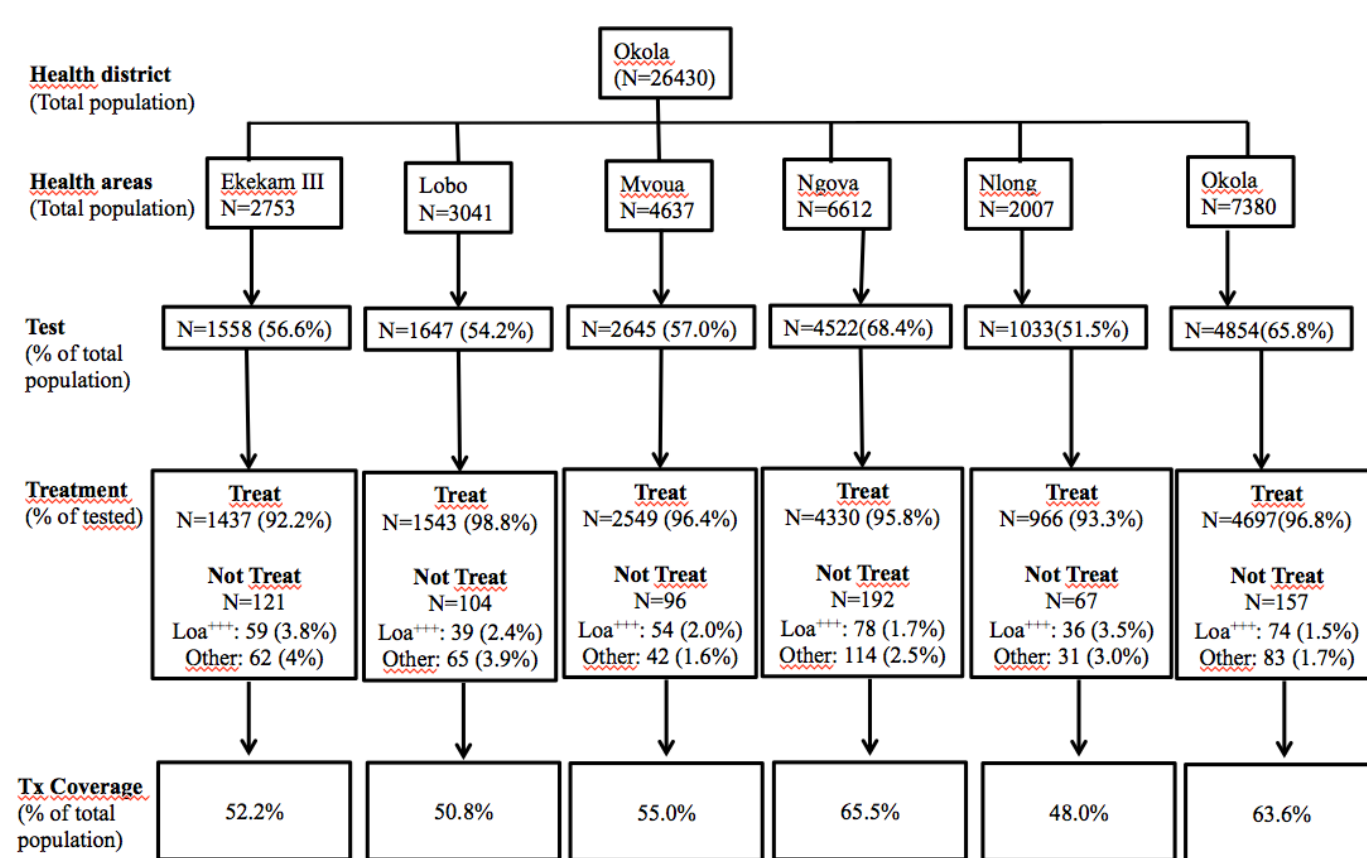 Okola
(N=26430)
Health district
(Total population)
Health areas
(Total population)
Ekekam III
N=2753
Lobo
N=3041
Mvoua
N=4637
Ngova
N=6612
Nlong
N=2007
Okola
N=7380
Test
(% of total
population)
N=1558 (56.6%)
N=1647 (54.2%)
N=2645 (57.0%)
N=4522(68.4%)
N=1033(51.5%)
N=4854(65.8%)
Treatment
(% of tested)
Treat
N=1437 (92.2%)
Not Treat
N=121
Loa+++: 59 (3.8%)
Other: 62 (4%)
Treat
N=1543 (98.8%)
Not Treat
N=104
Loa+++: 39 (2.4%)
Other: 65 (3.9%)
Treat
N=2549 (96.4%)
Not Treat
N=96
Loa+++: 54 (2.0%)
Other: 42 (1.6%)
Treat
N=4330 (95.8%)
Not Treat
N=192
Loa+++: 78 (1.7%)
Other: 114 (2.5%)
Treat
N=966 (93.3%)
Not Treat
N=67
Loa+++: 36 (3.5%)
Other: 31 (3.0%)
Treat
N=4697(96.8%)
Not Treat
N=157
Loa+++: 74 (1.5%)
Other: 83 (1.7%)
Tx Coverage
(% of total
population)
52.2%
50.8%
55.0%
65.5%
48.0%
63.6%